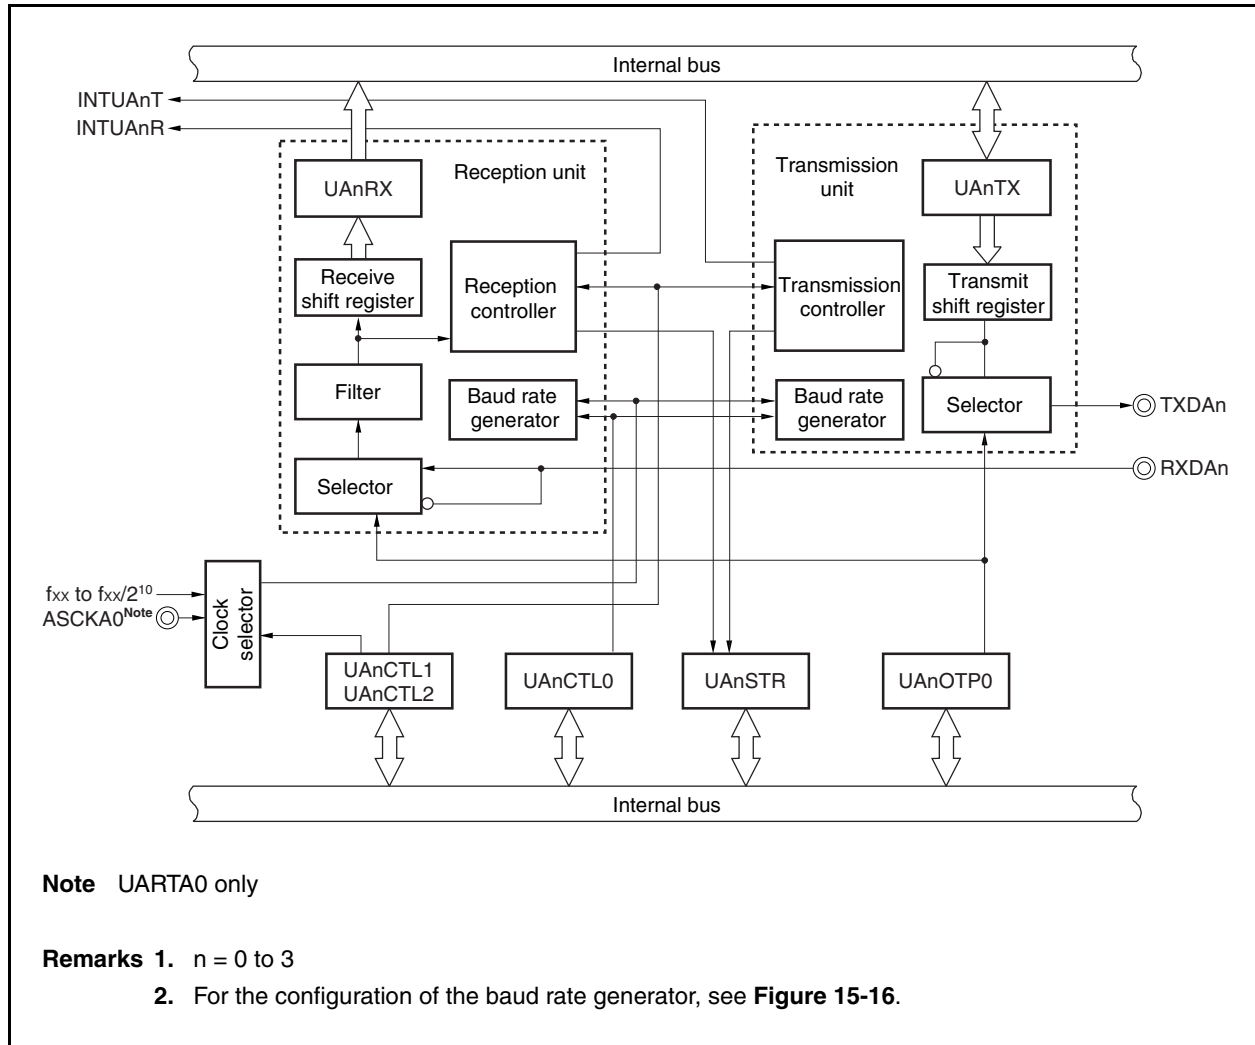 Internal bus
INTUAnT
INTUAnR
UAnRX
Reception unit
Transmission
unit
UAnTX
Receive
shift register
Reception
controller
Transmission
controller
Transmit
shift register
Filter
Baud rate
generator
Baud rate
generator
Selector
TXDAn
Selector
RXDAn
fxx to fxx/2¹⁰
ASCKA0Note
Clock
selector
UAnCTL1
UAnCTL2
UAnCTL0
UAnSTR
UAnOTP0
Internal bus
Note UARTA0 only
Remarks 1. n = 0 to 3
2. For the configuration of the baud rate generator, see Figure 15-16.